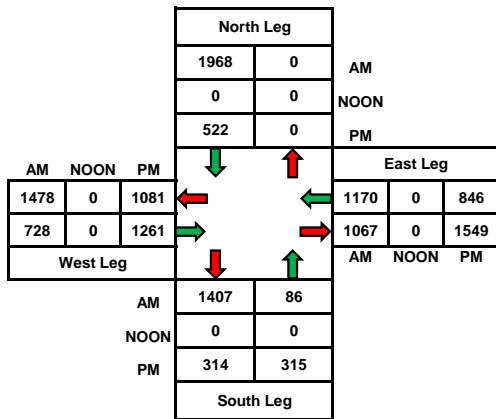 North Leg
1968 0 AM
0 0 NOON
522 0 PM
AM NOON PM East Leg
1478 0 1081 1170 0 846
728 0 1261 1067 0 1549
West Leg AM NOON PM
AM 1407 86
NOON 0 0
PM 314 315
South Leg